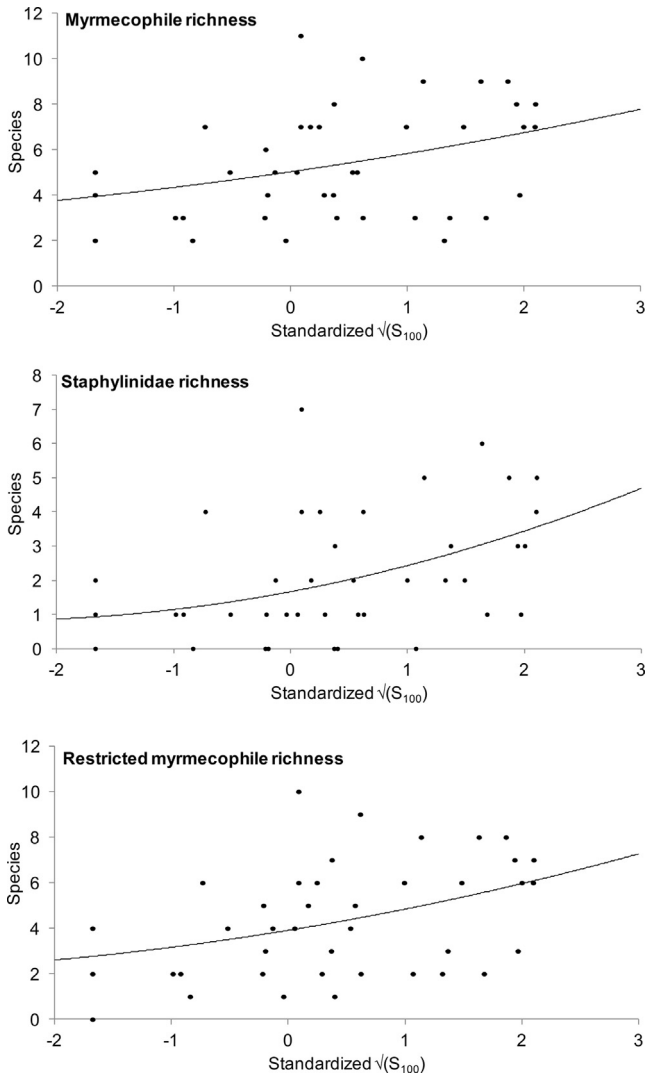 Myrmecophile richness
12
10
8
6
4
2
0
Species
-2 -1 0 1 2 3
Standardized √(S100)
Staphylinidae richness
8
7
6
5
4
3
2
1
0
Species
-2 -1 0 1 2 3
Standardized √(S100)
Restricted myrmecophile richness
12
10
8
6
4
2
0
Species
-2 -1 0 1 2 3
Standardized √(S100)